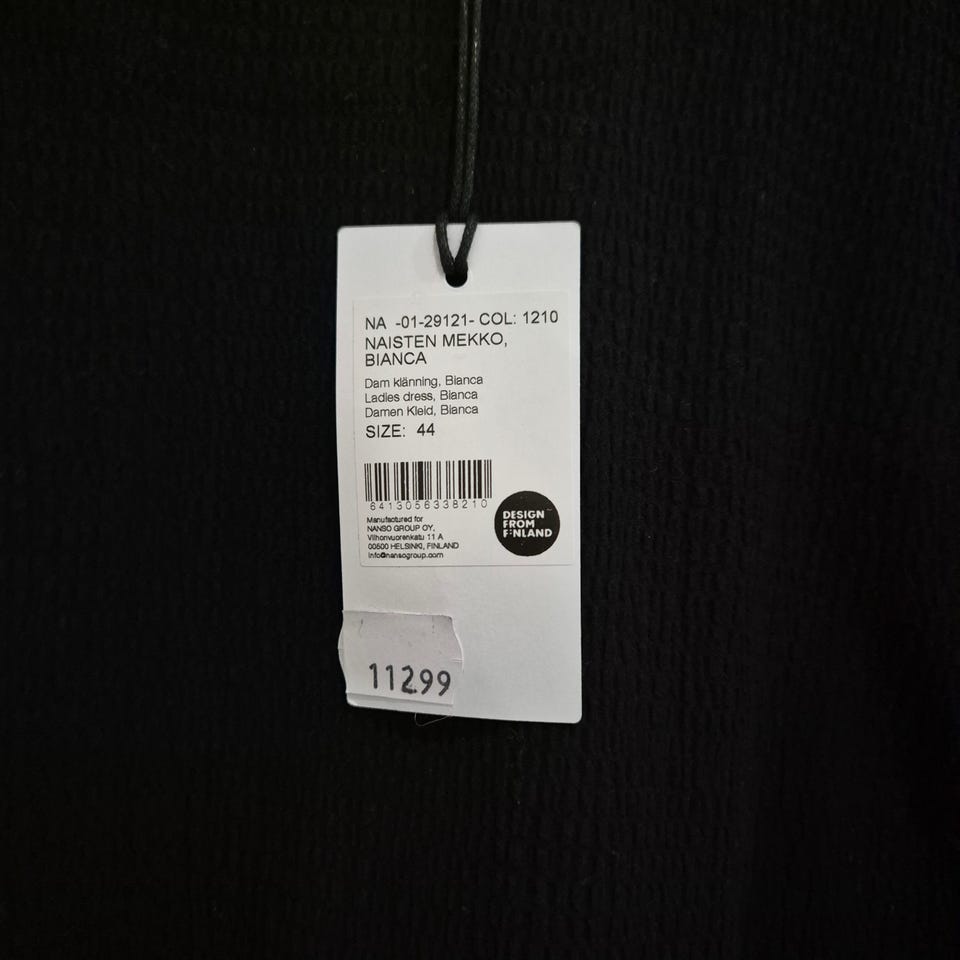 NA -01-29121- COL: 1210
NAISTEN MEKKO,
BIANCA
Dam klänning, Bianca
Ladies dress, Bianca
Damen Kleid, Bianca
SIZE: 44
6413056338210
Manufactured for
NANSO GROUP OY,
Vilhonvuorenkatu 11 A
00500 HELSINKI, FINLAND
info@nansogroup.com
DESIGN
FROM
F:NLAND
11299